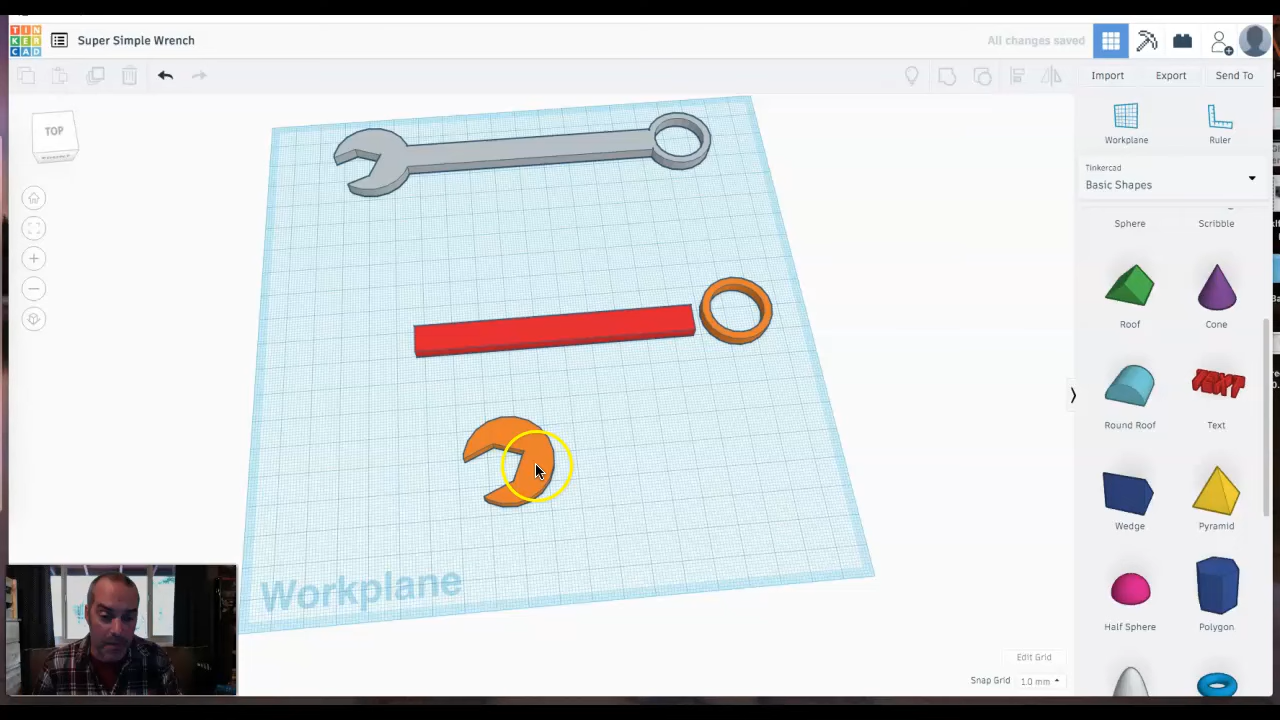 TIN
KER
CAD
Super Simple Wrench
All changes saved
Import
Export
Send To
TOP
Workplane
Ruler
Tinkercad
Basic Shapes
Sphere
Scribble
Roof
Cone
TEXT
Round Roof
Text
Wedge
Pyramid
Half Sphere
Polygon
Workplane
Edit Grid
Snap Grid
1.0 mm